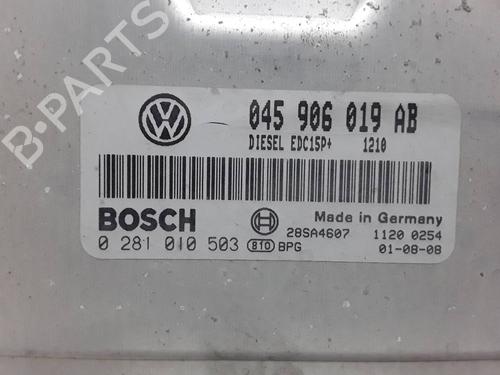 B-PARTS
045 906 019 AB
DIESEL EDC15P+ 1210
BOSCH
Made in Germany
28SA4607 1120 0254
0 281 010 503 810 BPG 01-08-08